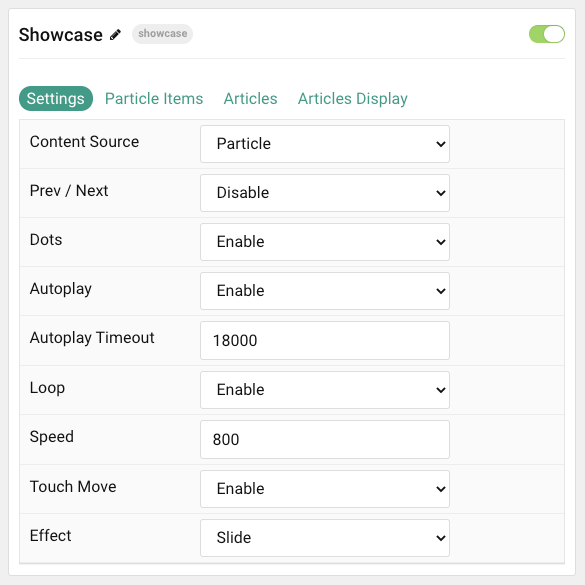 Showcase showcase
Settings Particle Items Articles Articles Display
Content Source Particle
Prev / Next Disable
Dots Enable
Autoplay Enable
Autoplay Timeout 18000
Loop Enable
Speed 800
Touch Move Enable
Effect Slide